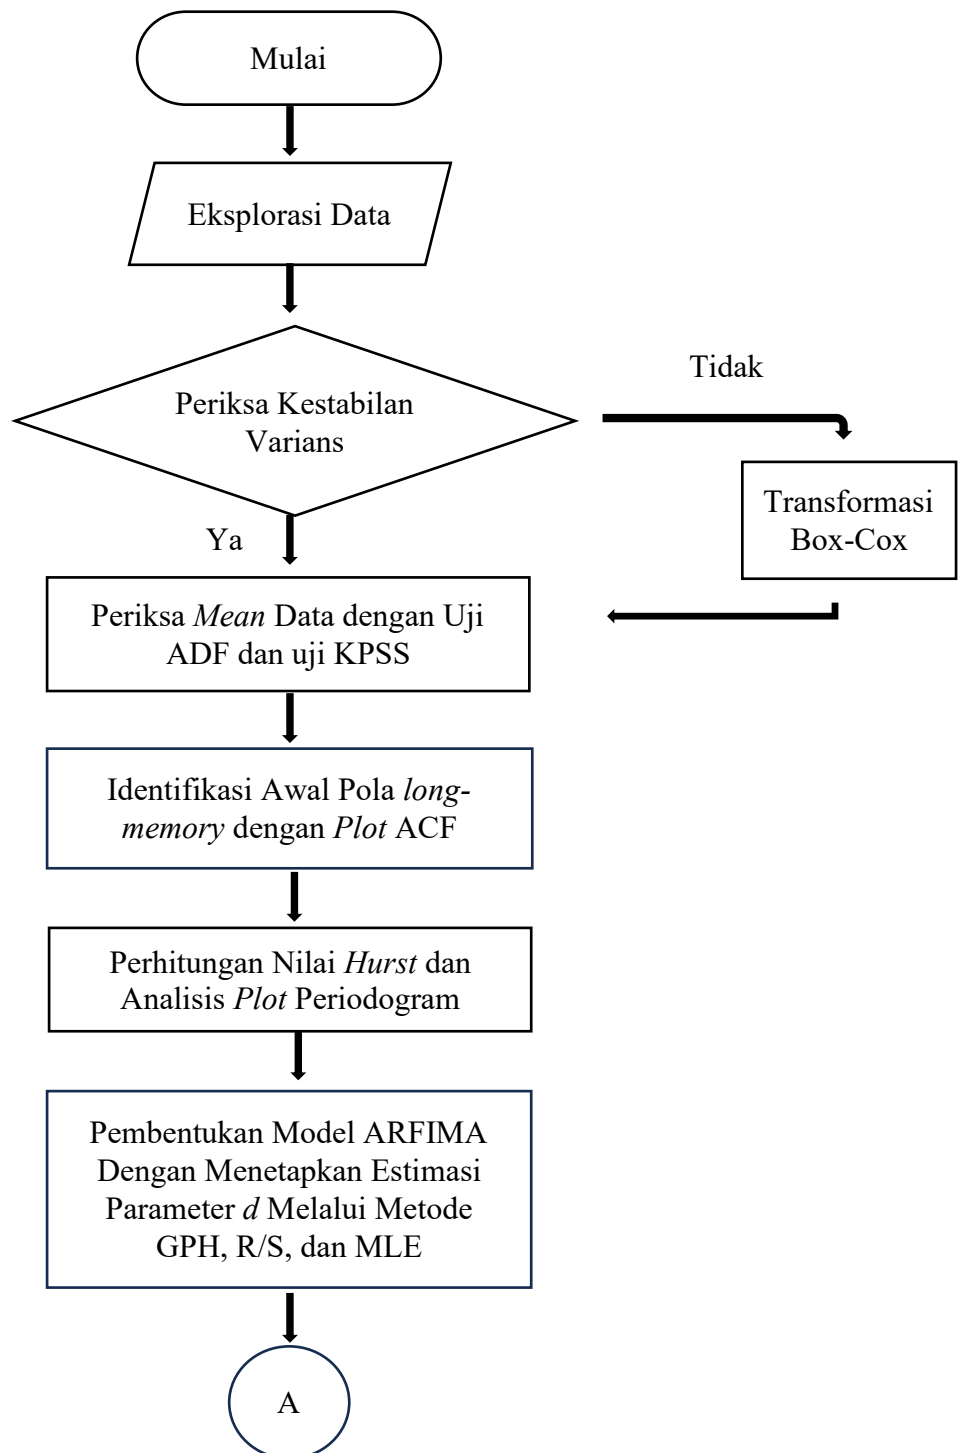 Mulai
Eksplorasi Data
Periksa Kestabilan
Varians
Tidak
Transformasi
Box-Cox
Ya
Periksa Mean Data dengan Uji
ADF dan uji KPSS
Identifikasi Awal Pola long-
memory dengan Plot ACF
Perhitungan Nilai Hurst dan
Analisis Plot Periodogram
Pembentukan Model ARFIMA
Dengan Menetapkan Estimasi
Parameter d Melalui Metode
GPH, R/S, dan MLE
A